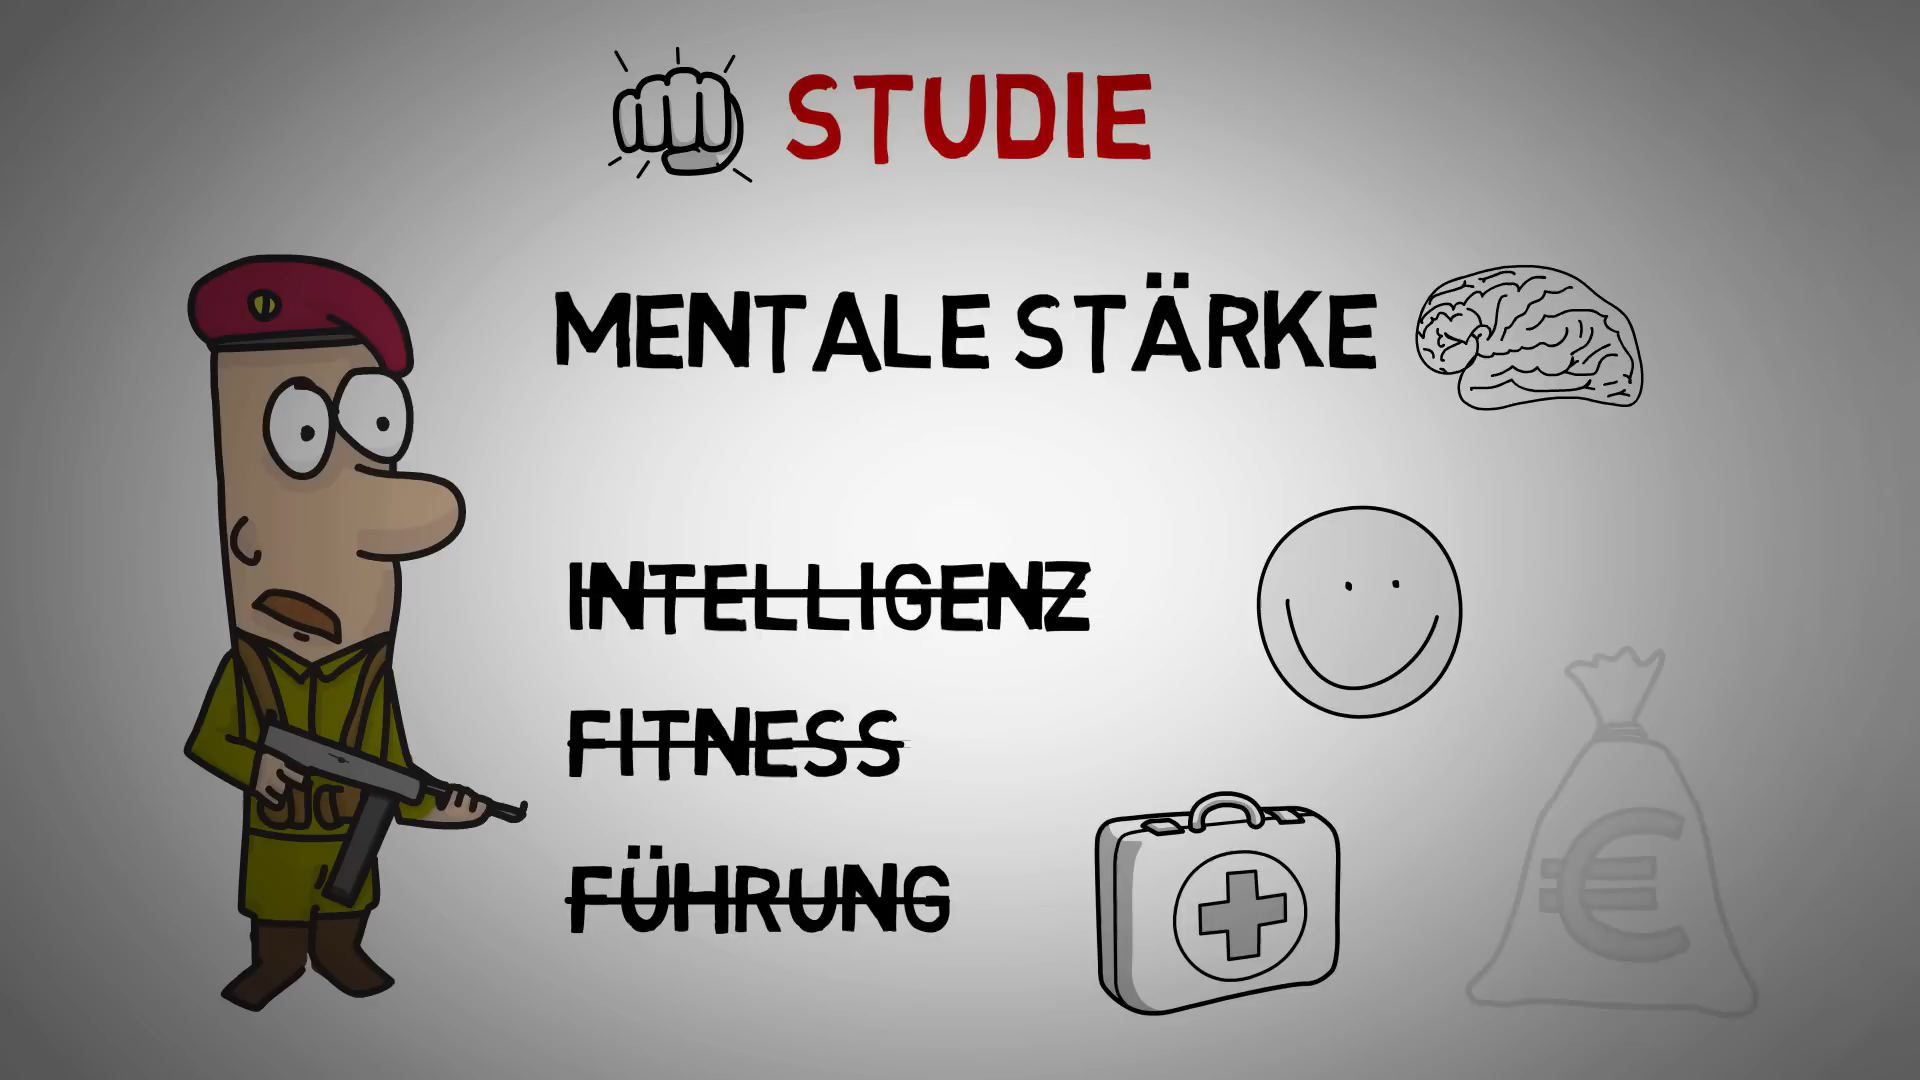 STUDIE
MENTALE STÄRKE
INTELLIGENZ
FITNESS
FÜHRUNG
€